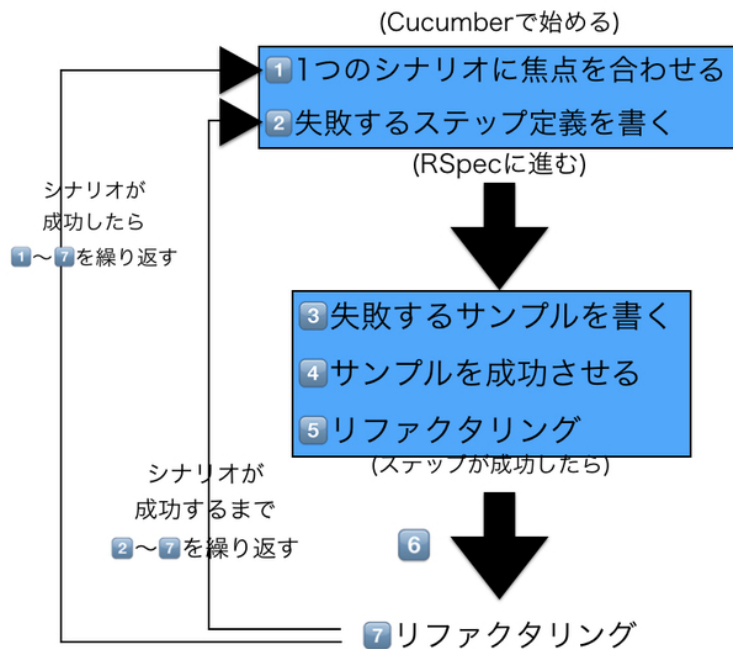 (Cucumberで始める)
1️⃣1つのシナリオに焦点を合わせる
2️⃣失敗するステップ定義を書く
(RSpecに進む)
シナリオが
成功したら
1️⃣〜7️⃣を繰り返す
3️⃣失敗するサンプルを書く
4️⃣サンプルを成功させる
5️⃣リファクタリング
(ステップが成功したら)
シナリオが
成功するまで
2️⃣〜7️⃣を繰り返す
6️⃣
7️⃣リファクタリング